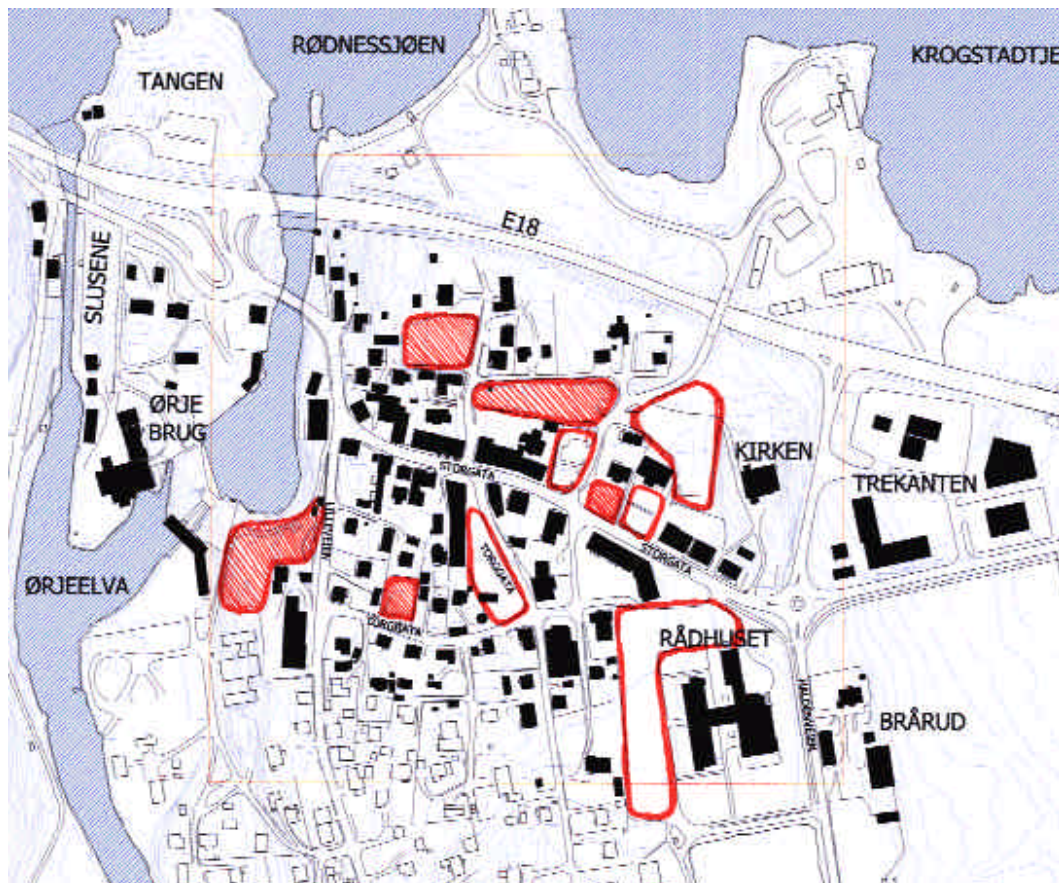 RØDNESSJØEN
KROGSTADTJE
TANGEN
E18
SLUSENE
ØRJE
BRUG
STORGATA
KIRKEN
TREKANTEN
TORGGATA
STORGATA
ØRJEELVA
RÅDHUSET
BRÅRUD